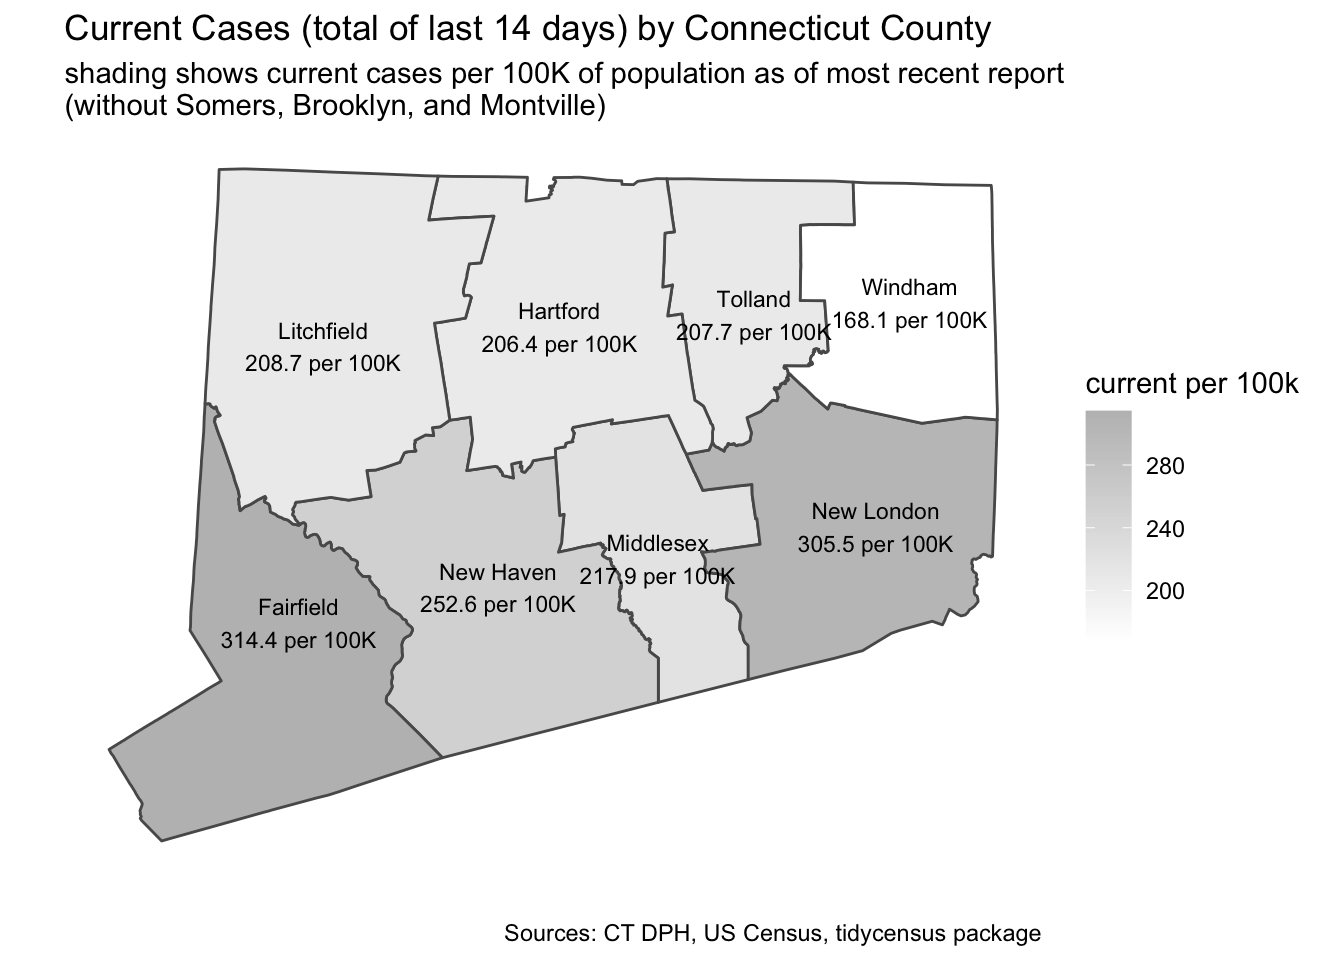 Current Cases (total of last 14 days) by Connecticut County
shading shows current cases per 100K of population as of most recent report
(without Somers, Brooklyn, and Montville)
Litchfield
208.7 per 100K
Hartford
206.4 per 100K
Tolland
207.7 per 100K
Windham
168.1 per 100K
Fairfield
314.4 per 100K
New Haven
252.6 per 100K
Middlesex
217.9 per 100K
New London
305.5 per 100K
current per 100k
280
240
200
Sources: CT DPH, US Census, tidycensus package